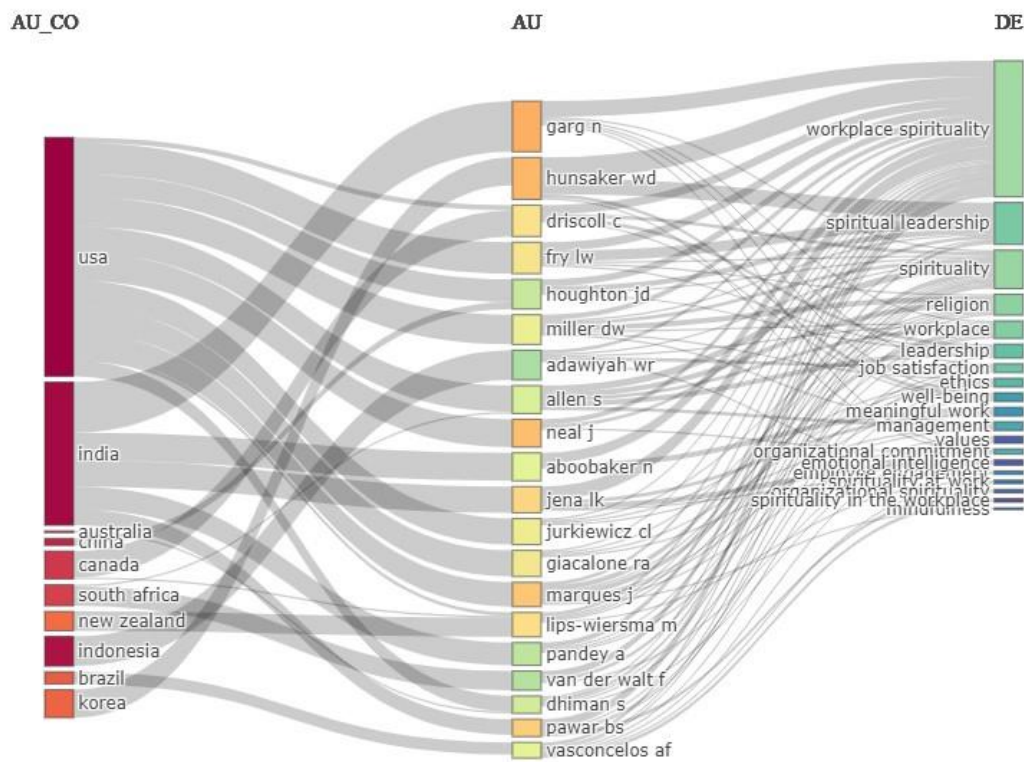 AU_CO AU DE
usa
india
australia
china
canada
south africa
new zealand
indonesia
brazil
korea
garg n
hunsaker wd
driscoll c
fry lw
houghton jd
miller dw
adawiyah wr
allen s
neal j
aboobaker n
jena lk
jurkiewicz cl
giacalone ra
marques j
lips-wiersma m
pandey a
van der walt f
dhiman s
pawar bs
vasconcelos af
workplace spirituality
spiritual leadership
spirituality
religion
workplace
leadership
job satisfaction
ethics
well-being
meaningful work
management
values
organizational commitment
emotional intelligence
employee engagement
spirituality at work
organizational spirituality
spirituality in the workplace
mindfulness